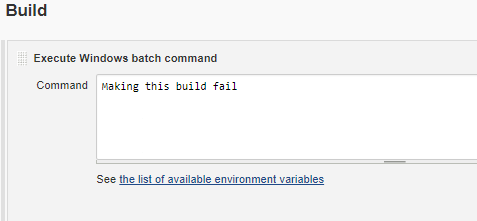 Build
Execute Windows batch command
Command
Making this build fail
See the list of available environment variables